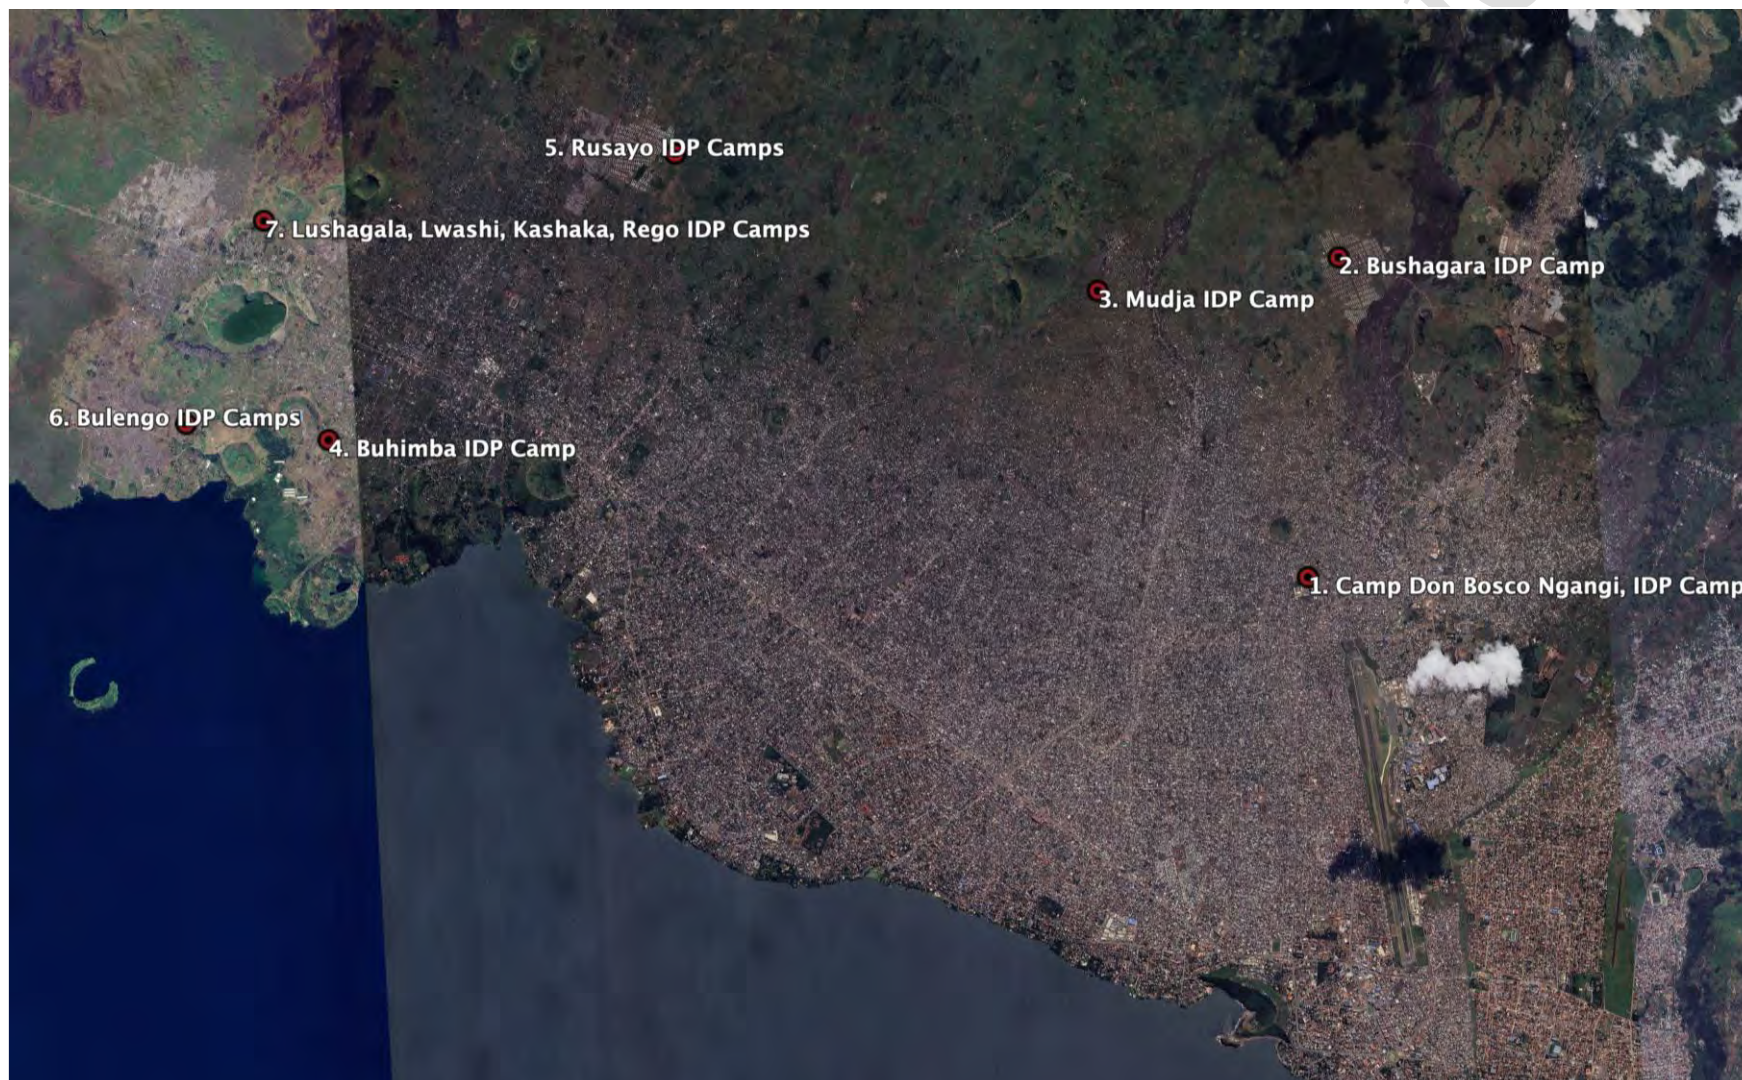 5. Rusayo IDP Camps
7. Lushagala, Lwashi, Kashaka, Rego IDP Camps
2. Bushagara IDP Camp
3. Mudja IDP Camp
6. Bulengo IDP Camps
4. Buhimba IDP Camp
1. Camp Don Bosco Ngangi, IDP Camp